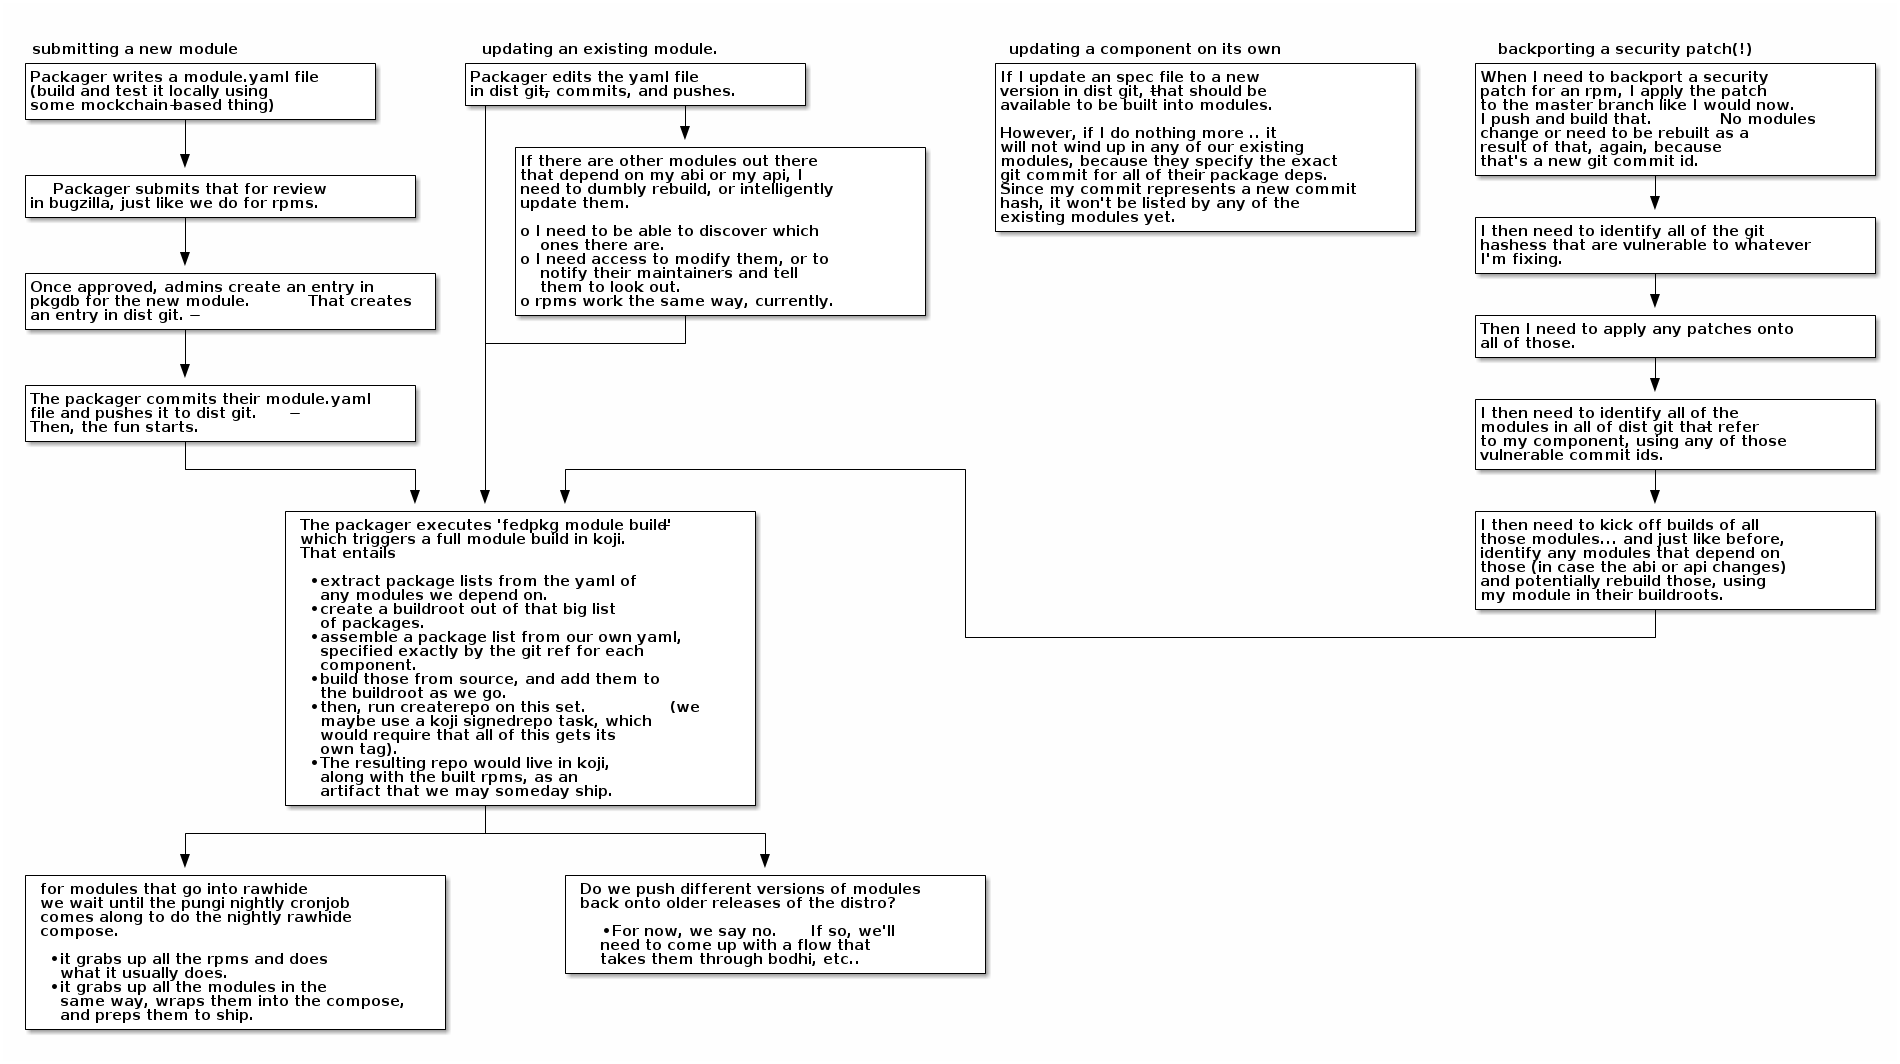 submitting a new module
Packager writes a module.yaml file
(build and test it locally using
some mockchain-based thing)
Packager submits that for review
in bugzilla, just like we do for rpms.
Once approved, admins create an entry in
pkgdb for the new module. That creates
an entry in dist git. –
The packager commits their module.yaml
file and pushes it to dist git. –
Then, the fun starts.
updating an existing module.
Packager edits the yaml file
in dist git, commits, and pushes.
If there are other modules out there
that depend on my abi or my api, I
need to dumbly rebuild, or intelligently
update them.
o I need to be able to discover which
ones there are.
o I need access to modify them, or to
notify their maintainers and tell
them to look out.
o rpms work the same way, currently.
updating a component on its own
If I update an spec file to a new
version in dist git, that should be
available to be built into modules.
However, if I do nothing more .. it
will not wind up in any of our existing
modules, because they specify the exact
git commit for all of their package deps.
Since my commit represents a new commit
hash, it won't be listed by any of the
existing modules yet.
backporting a security patch(!)
When I need to backport a security
patch for an rpm, I apply the patch
to the master branch like I would now.
I push and build that. No modules
change or need to be rebuilt as a
result of that, again, because
that's a new git commit id.
I then need to identify all of the git
hashess that are vulnerable to whatever
I'm fixing.
Then I need to apply any patches onto
all of those.
I then need to identify all of the
modules in all of dist git that refer
to my component, using any of those
vulnerable commit ids.
I then need to kick off builds of all
those modules... and just like before,
identify any modules that depend on
those (in case the abi or api changes)
and potentially rebuild those, using
my module in their buildroots.
The packager executes 'fedpkg module build'
which triggers a full module build in koji.
That entails
•extract package lists from the yaml of
any modules we depend on.
•create a buildroot out of that big list
of packages.
•assemble a package list from our own yaml,
specified exactly by the git ref for each
component.
•build those from source, and add them to
the buildroot as we go.
•then, run createrepo on this set. (we
maybe use a koji signedrepo task, which
would require that all of this gets its
own tag).
•The resulting repo would live in koji,
along with the built rpms, as an
artifact that we may someday ship.
for modules that go into rawhide
we wait until the pungi nightly cronjob
comes along to do the nightly rawhide
compose.
•it grabs up all the rpms and does
what it usually does.
•it grabs up all the modules in the
same way, wraps them into the compose,
and preps them to ship.
Do we push different versions of modules
back onto older releases of the distro?
•For now, we say no. If so, we'll
need to come up with a flow that
takes them through bodhi, etc..